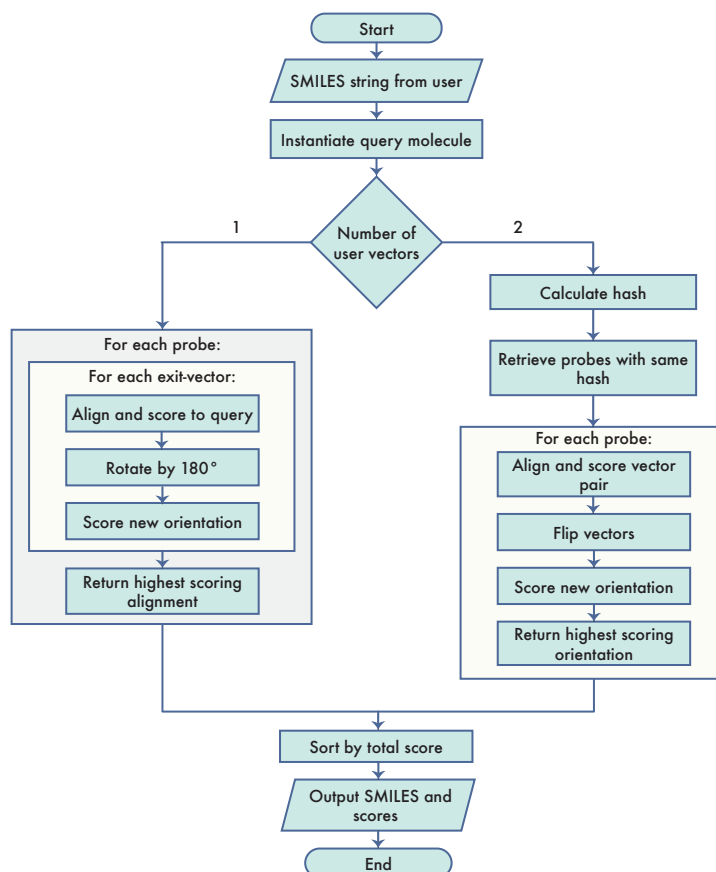 Start
SMILES string from user
Instantiate query molecule
Number of
user vectors
1
2
For each probe:
For each exit-vector:
Align and score to query
Rotate by 180°
Score new orientation
Return highest scoring
alignment
Calculate hash
Retrieve probes with same
hash
For each probe:
Align and score vector
pair
Flip vectors
Score new orientation
Return highest scoring
orientation
Sort by total score
Output SMILES and
scores
End